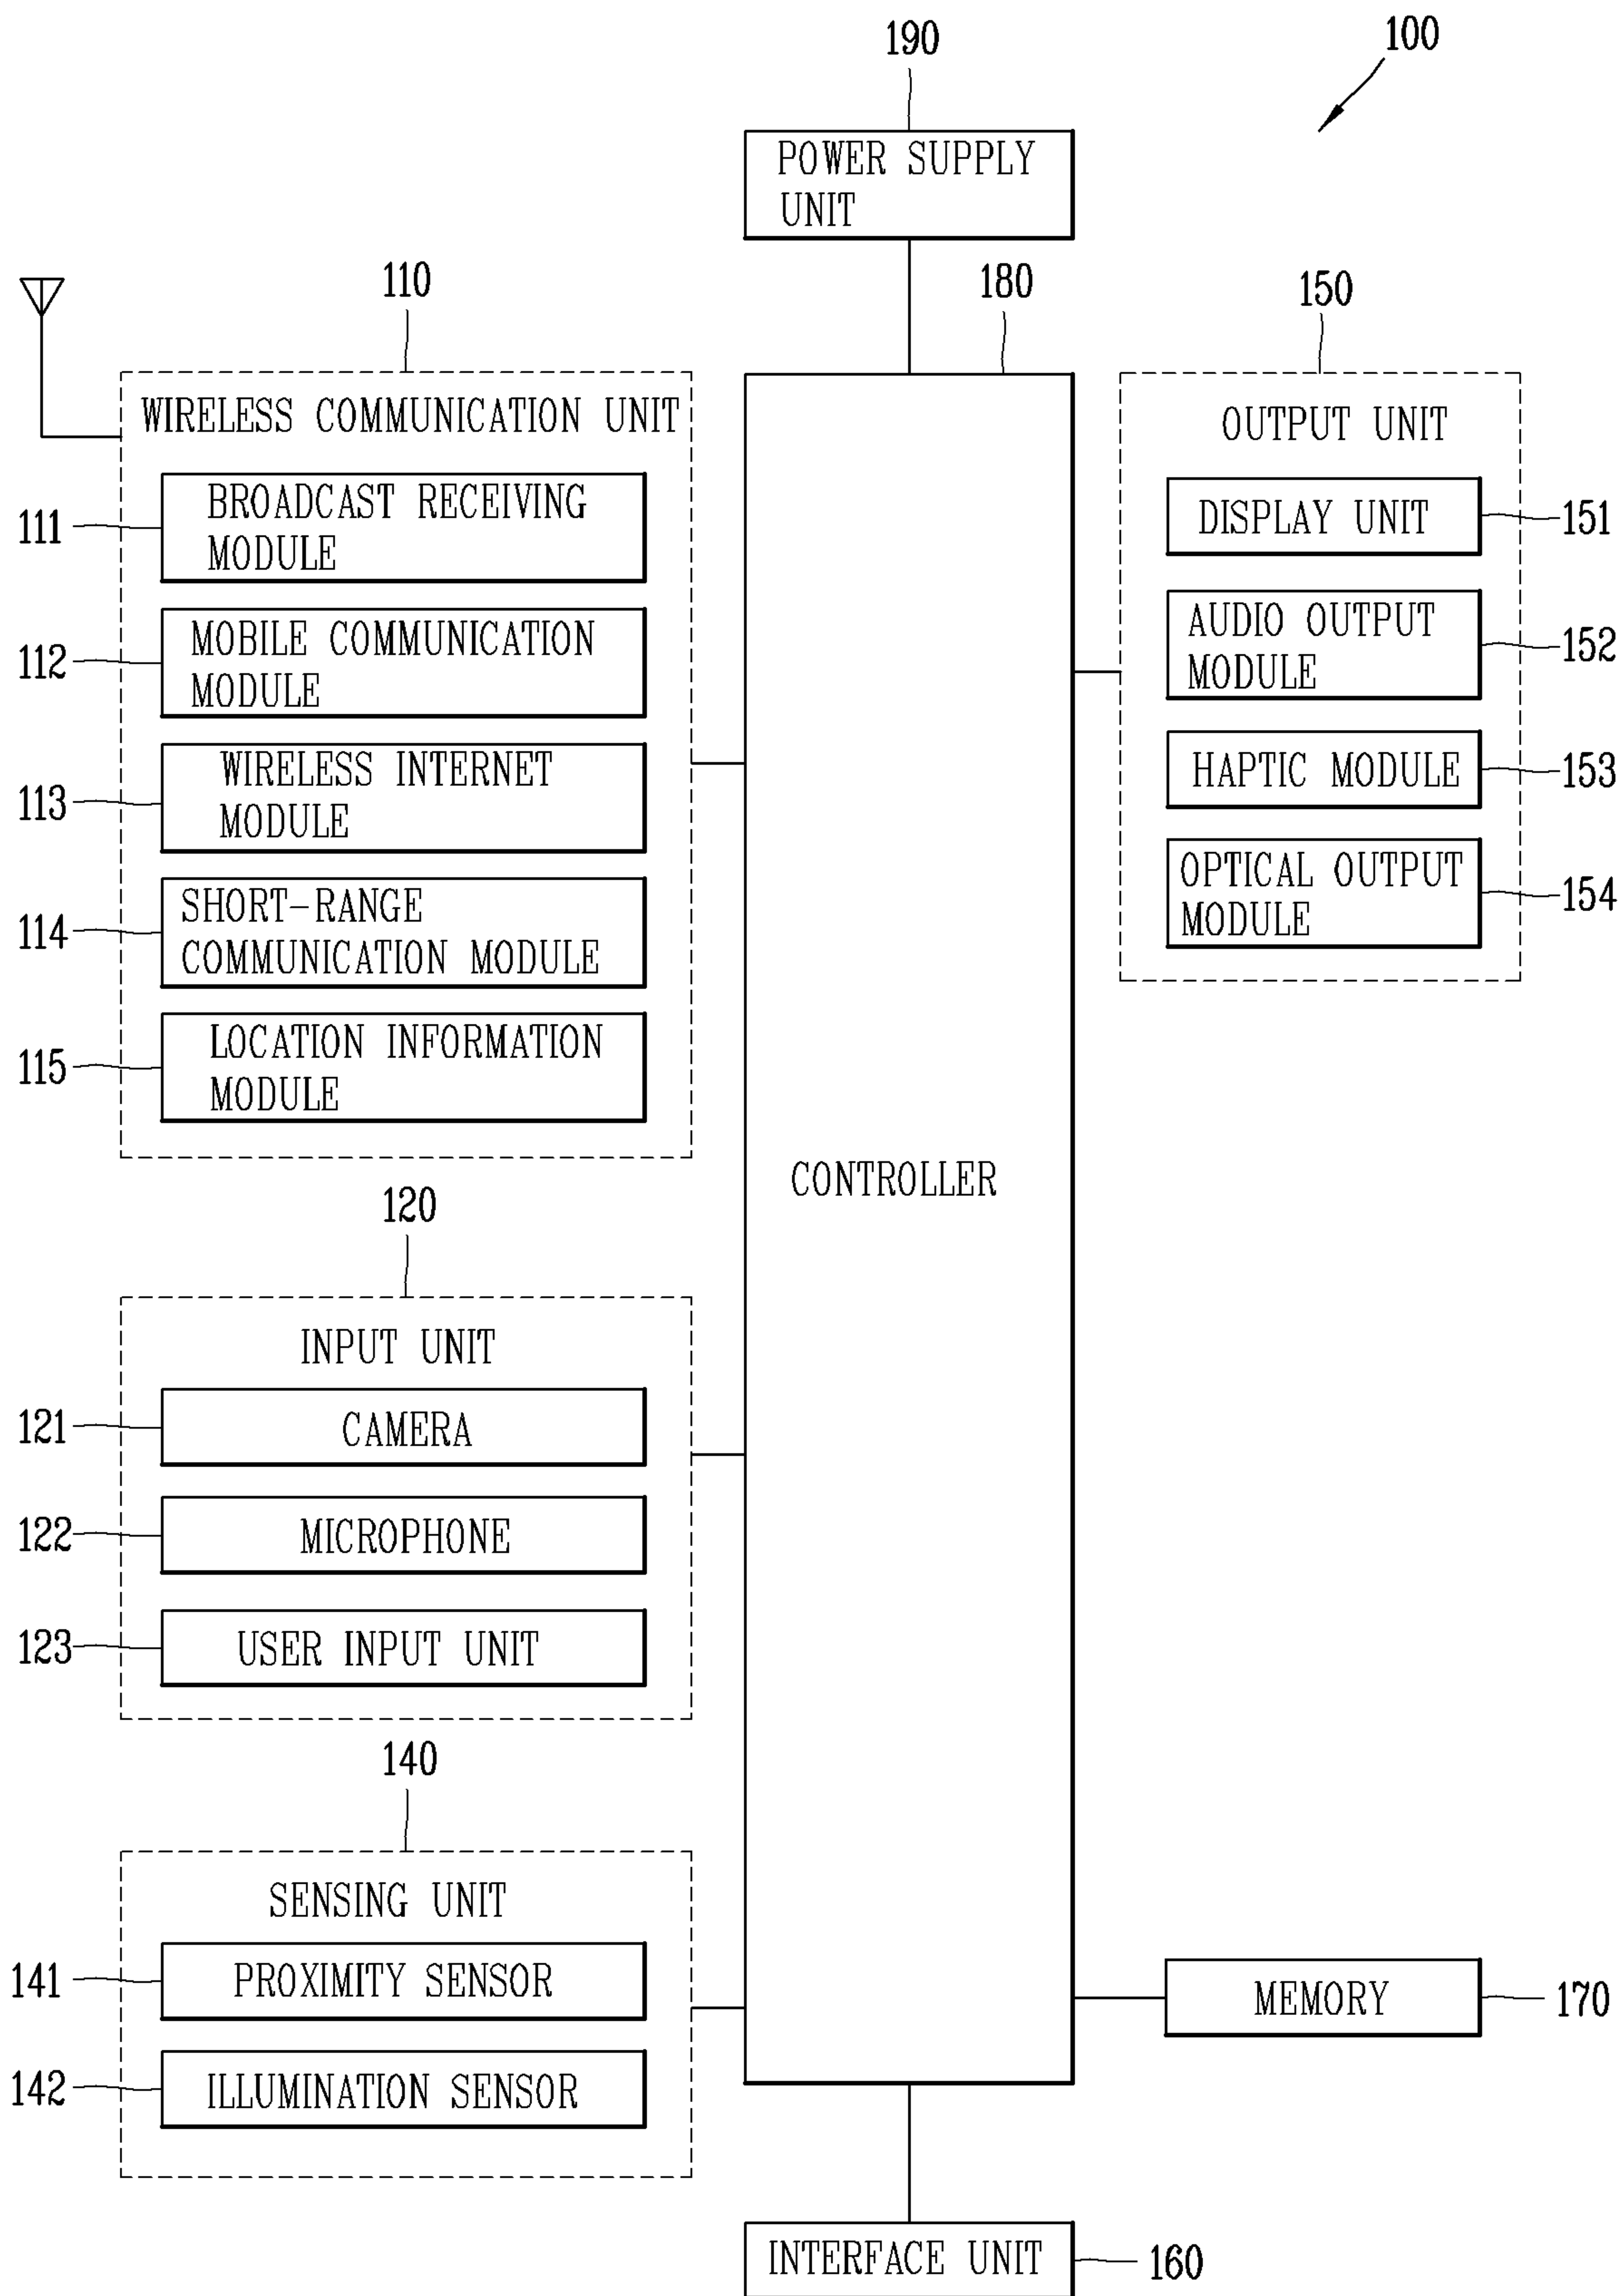 100
190
POWER SUPPLY
UNIT
110
180
150
WIRELESS COMMUNICATION UNIT
111
BROADCAST RECEIVING
MODULE
112
MOBILE COMMUNICATION
MODULE
113
WIRELESS INTERNET
MODULE
114
SHORT-RANGE
COMMUNICATION MODULE
115
LOCATION INFORMATION
MODULE
120
INPUT UNIT
121
CAMERA
122
MICROPHONE
123
USER INPUT UNIT
140
SENSING UNIT
141
PROXIMITY SENSOR
142
ILLUMINATION SENSOR
CONTROLLER
OUTPUT UNIT
DISPLAY UNIT
151
AUDIO OUTPUT
MODULE
152
HAPTIC MODULE
153
OPTICAL OUTPUT
MODULE
154
MEMORY
170
INTERFACE UNIT
160